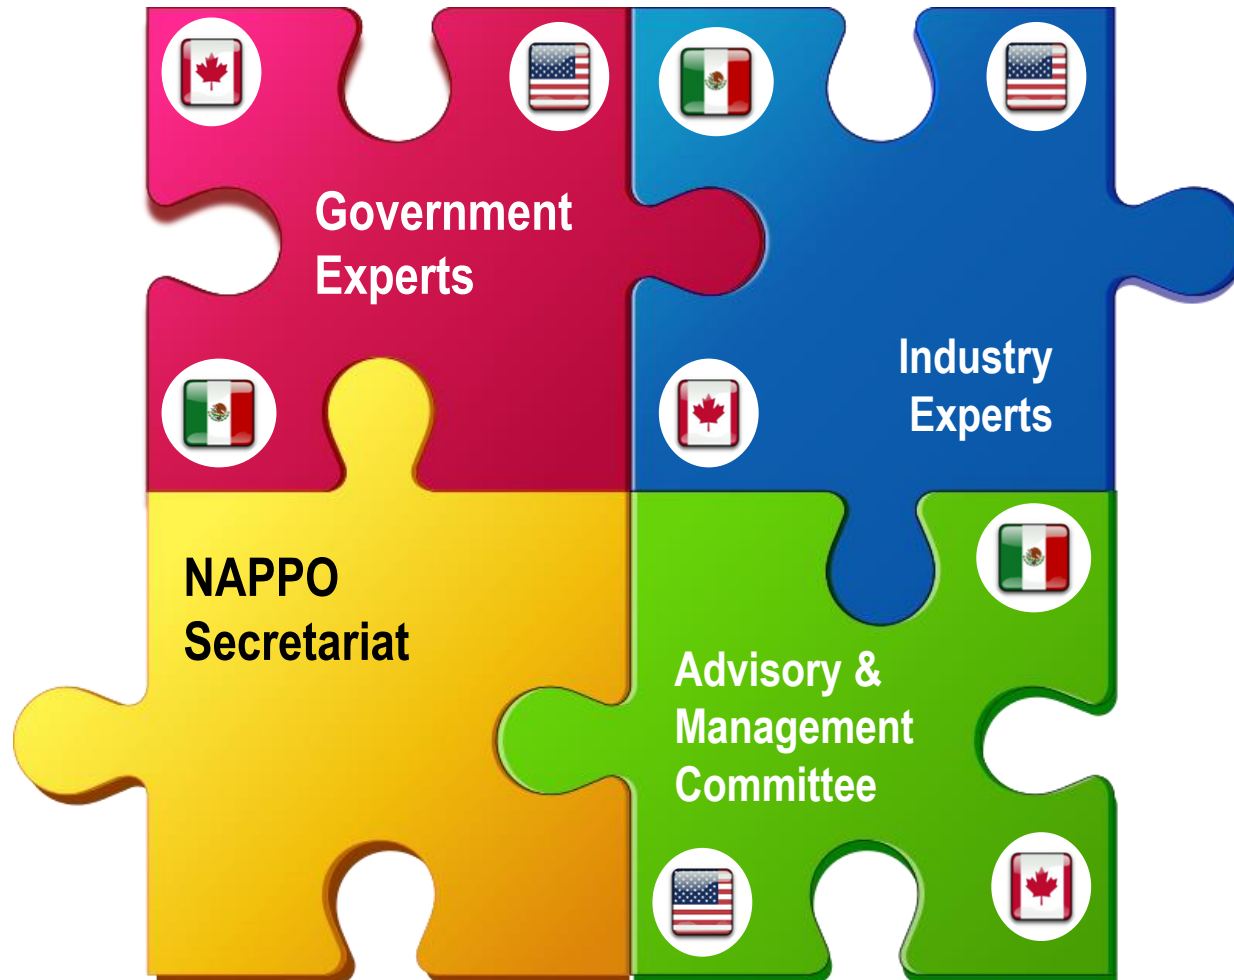 Government
Experts
Industry
Experts
NAPPO
Secretariat
Advisory &
Management
Committee